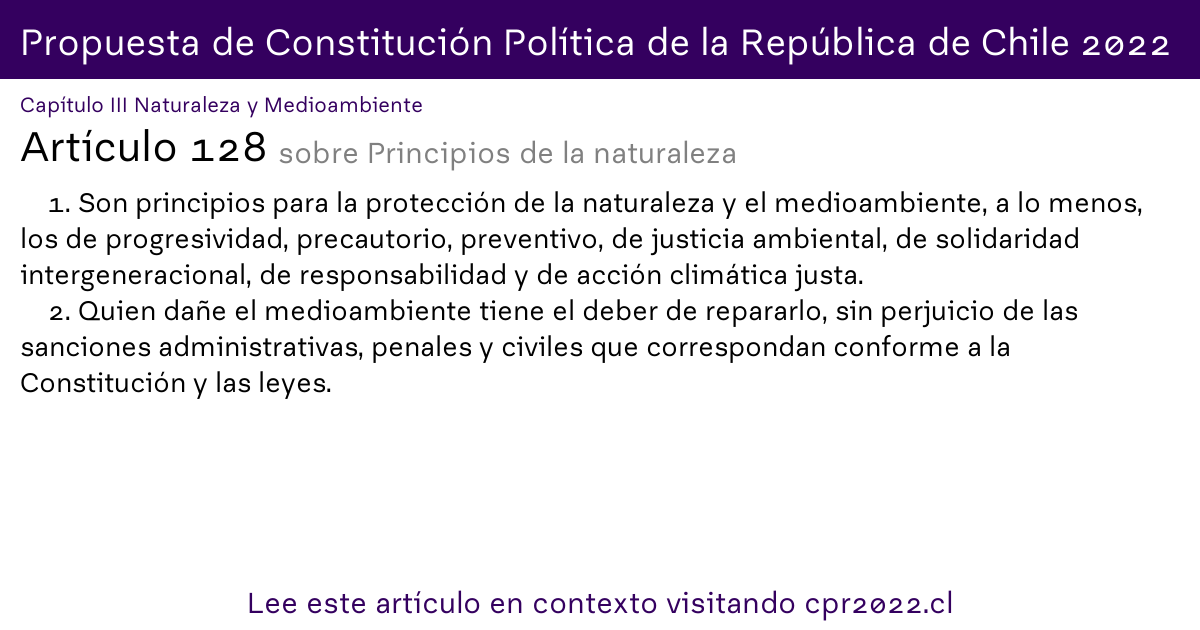 Propuesta de Constitución Política de la República de Chile 2022
Capítulo III Naturaleza y Medioambiente
Artículo 128 sobre Principios de la naturaleza
1. Son principios para la protección de la naturaleza y el medioambiente, a lo menos,
los de progresividad, precautorio, preventivo, de justicia ambiental, de solidaridad
intergeneracional, de responsabilidad y de acción climática justa.
2. Quien dañe el medioambiente tiene el deber de repararlo, sin perjuicio de las
sanciones administrativas, penales y civiles que correspondan conforme a la
Constitución y las leyes.
Lee este artículo en contexto visitando cpr2022.cl